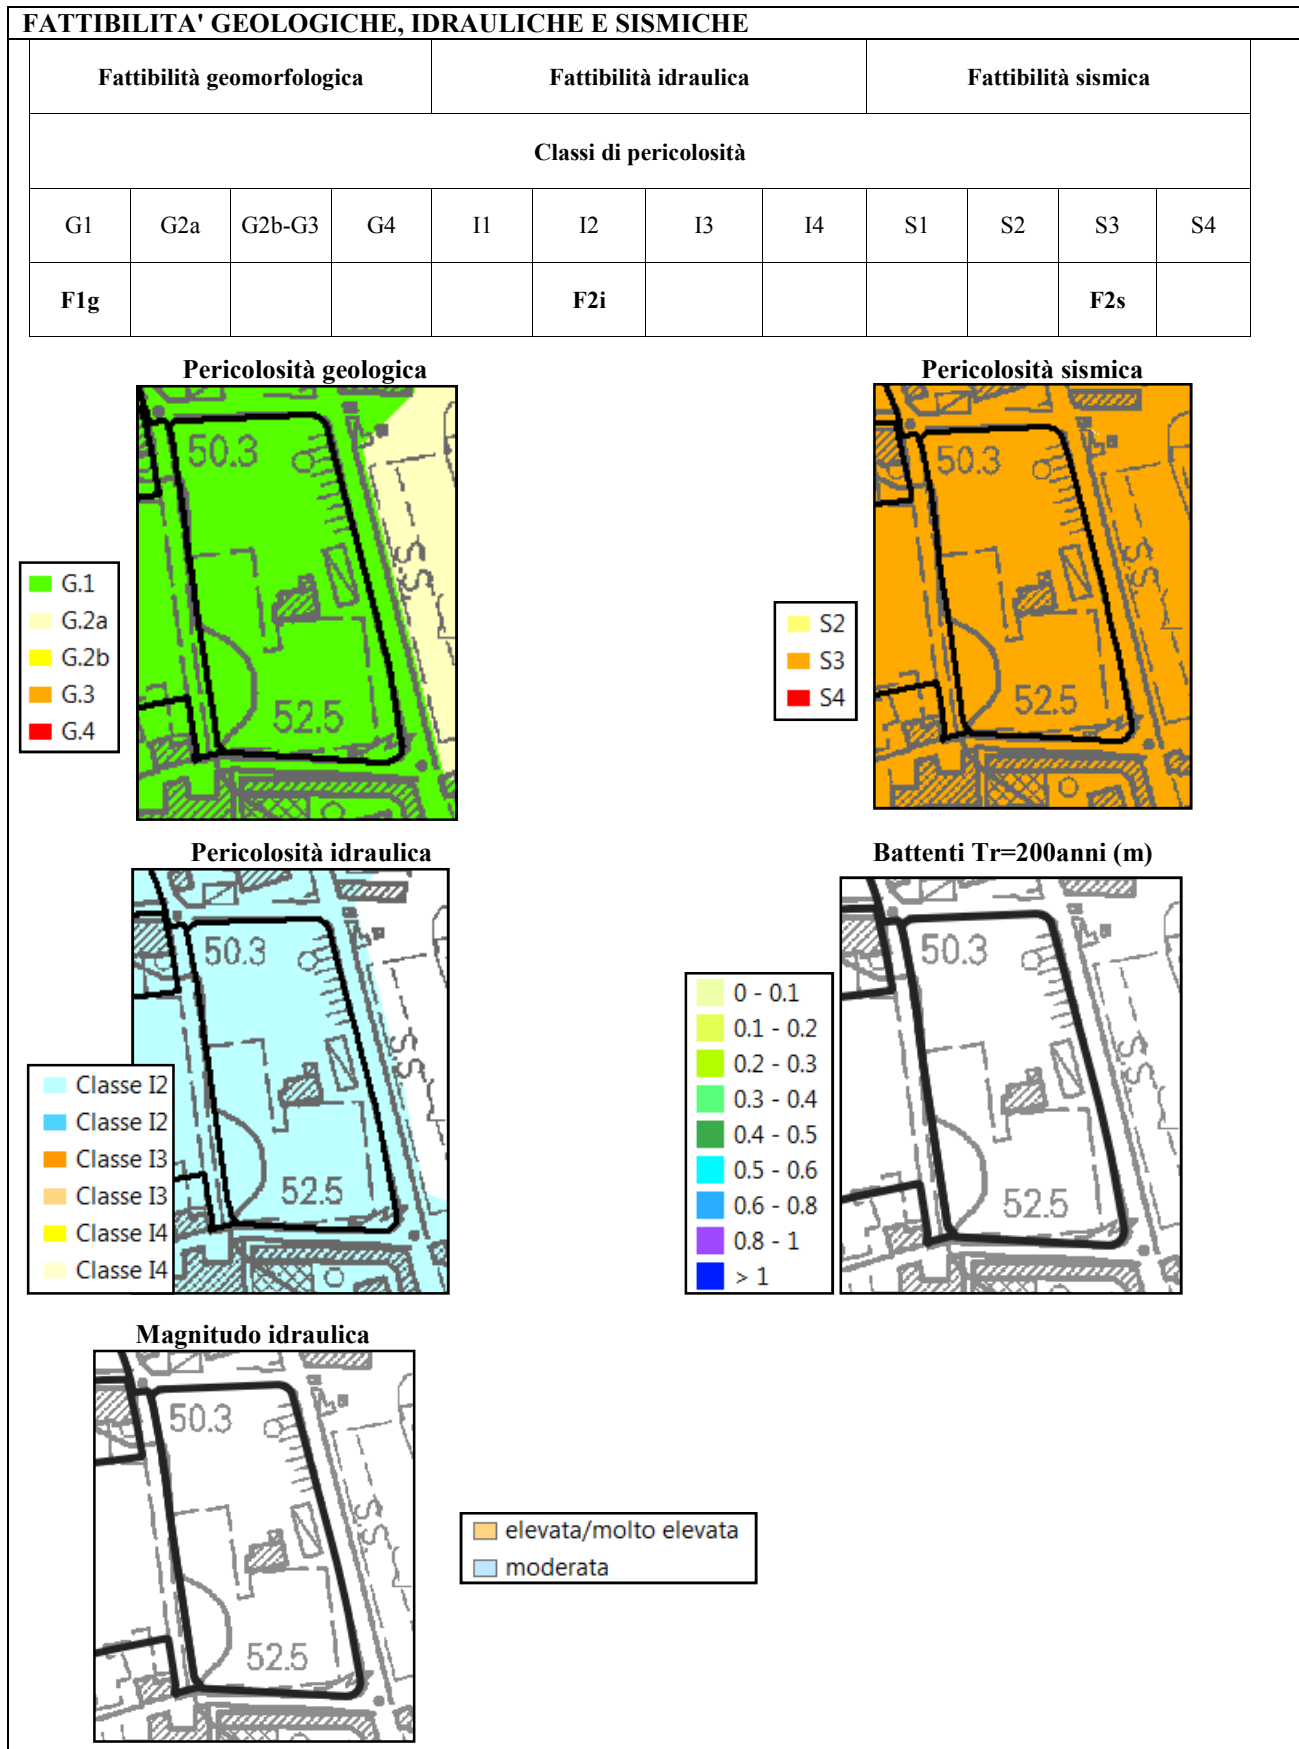 FATTIBILITA' GEOLOGICHE, IDRAULICHE E SISMICHE
Fattibilità geomorfologica Fattibilità idraulica Fattibilità sismica
Classi di pericolosità
G1 G2a G2b-G3 G4 I1 I2 I3 I4 S1 S2 S3 S4
F1g F2i F2s
Pericolosità geologica
50.3
52.5
S.S.
G.1
G.2a
G.2b
G.3
G.4
Pericolosità sismica
50.3
52.5
S.S.
S2
S3
S4
Pericolosità idraulica
50.3
52.5
S.S.
Classe I2
Classe I2
Classe I3
Classe I3
Classe I4
Classe I4
Battenti Tr=200anni (m)
50.3
52.5
S.S.
0 - 0.1
0.1 - 0.2
0.2 - 0.3
0.3 - 0.4
0.4 - 0.5
0.5 - 0.6
0.6 - 0.8
0.8 - 1
> 1
Magnitudo idraulica
50.3
52.5
S.S.
elevata/molto elevata
moderata